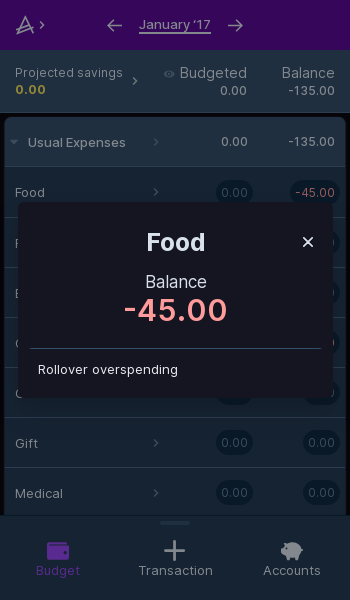 January ‘17
Projected savings
0.00
Budgeted
0.00
Balance
-135.00
Usual Expenses
0.00
-135.00
Food
0.00
-45.00
Food
Balance
-45.00
Rollover overspending
Gift
0.00
0.00
Medical
0.00
0.00
Budget
Transaction
Accounts